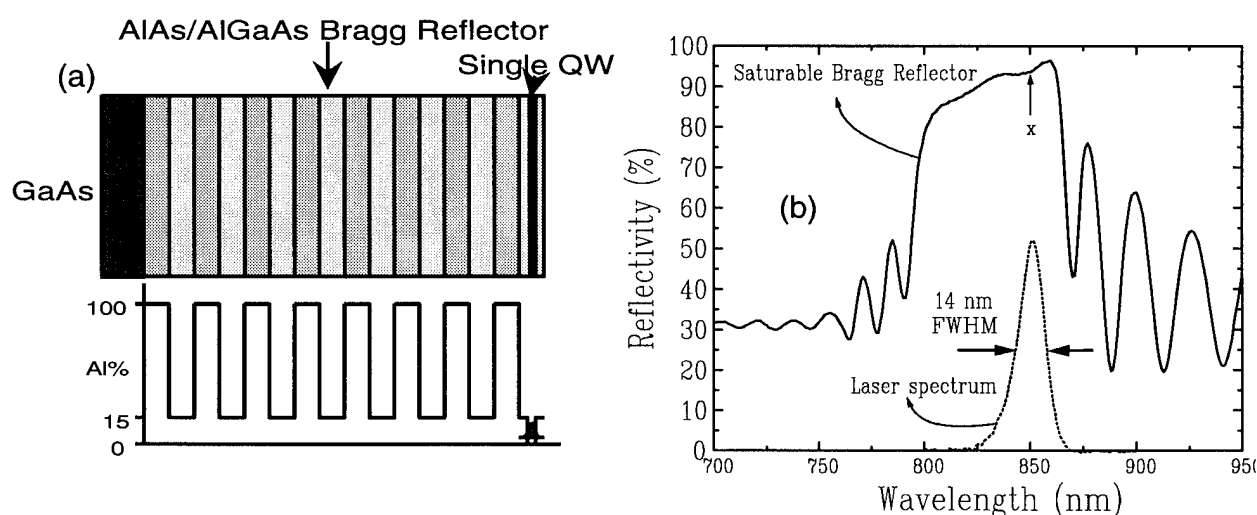 AlAs/AlGaAs Bragg Reflector
(a)
Single QW
GaAs
100
Al%
15
0
100
90
80
70
60
50
40
30
20
10
0
Reflectivity (%)
Saturable Bragg Reflector
x
(b)
14 nm
FWHM
Laser spectrum
700
750
800
850
900
950
Wavelength (nm)